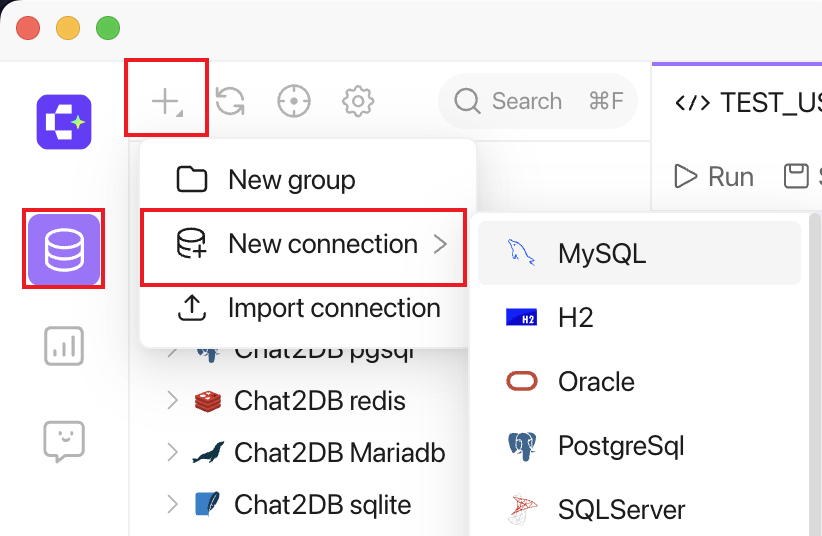 Search ⌘F
</> TEST_US
Run
New group
New connection
Import connection
Chat2DB pgsql
Chat2DB redis
Chat2DB Mariadb
Chat2DB sqlite
MySQL
H2
H2
Oracle
PostgreSql
SQLServer